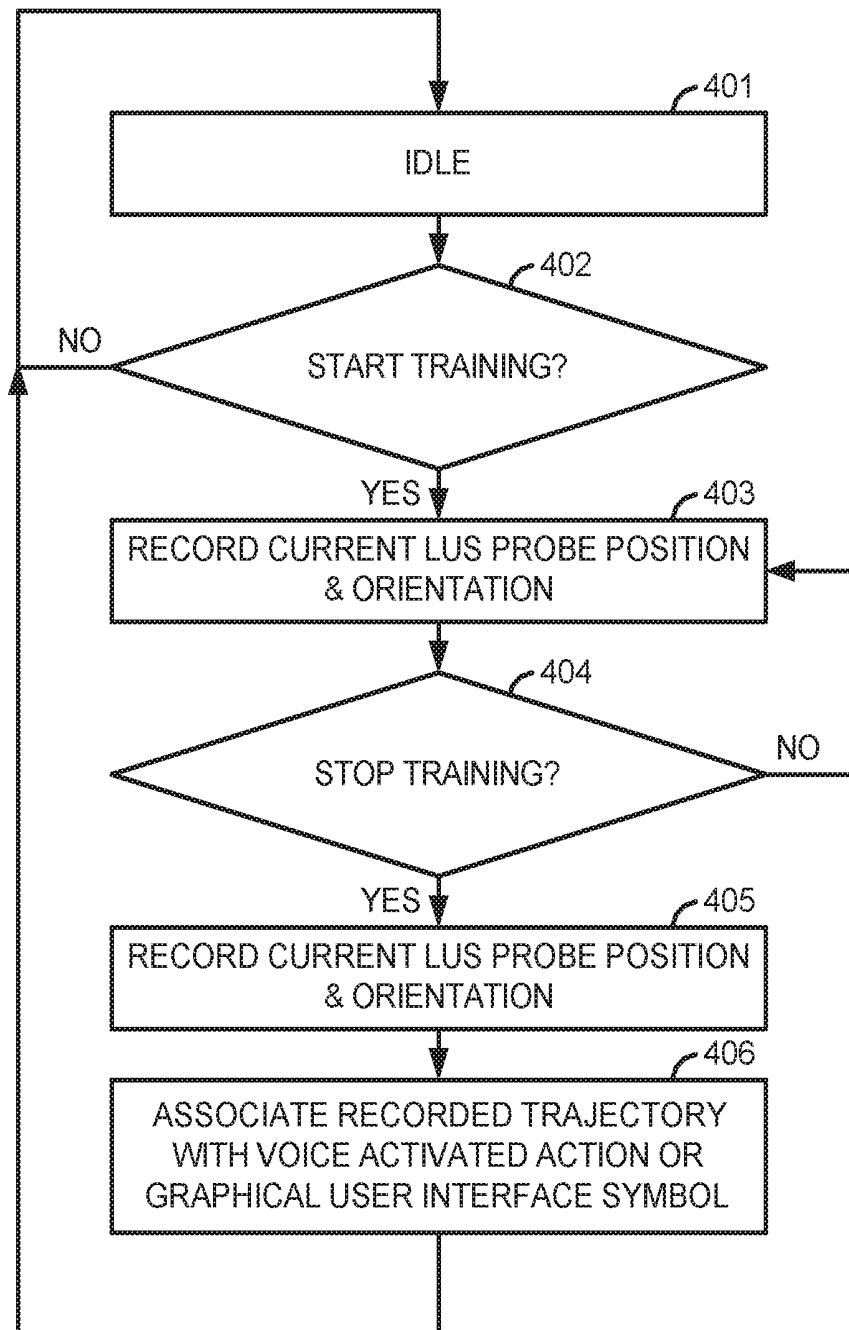 401
IDLE
402
NO
START TRAINING?
YES
403
RECORD CURRENT LUS PROBE POSITION
& ORIENTATION
404
NO
STOP TRAINING?
YES
405
RECORD CURRENT LUS PROBE POSITION
& ORIENTATION
406
ASSOCIATE RECORDED TRAJECTORY
WITH VOICE ACTIVATED ACTION OR
GRAPHICAL USER INTERFACE SYMBOL